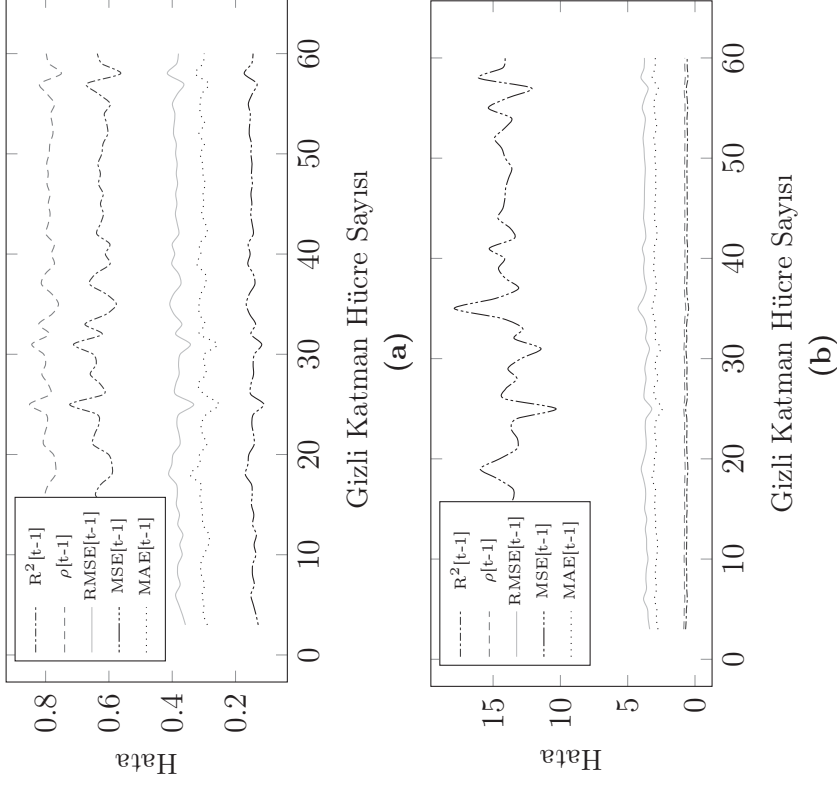 0.8
0.6
0.4
0.2
Hata
R²[t-1]
ρ[t-1]
RMSE[t-1]
MSE[t-1]
MAE[t-1]
0 10 20 30 40 50 60
Gizli Katman Hücre Sayısı
(a)
15
10
5
0
Hata
R²[t-1]
ρ[t-1]
RMSE[t-1]
MSE[t-1]
MAE[t-1]
0 10 20 30 40 50 60
Gizli Katman Hücre Sayısı
(b)